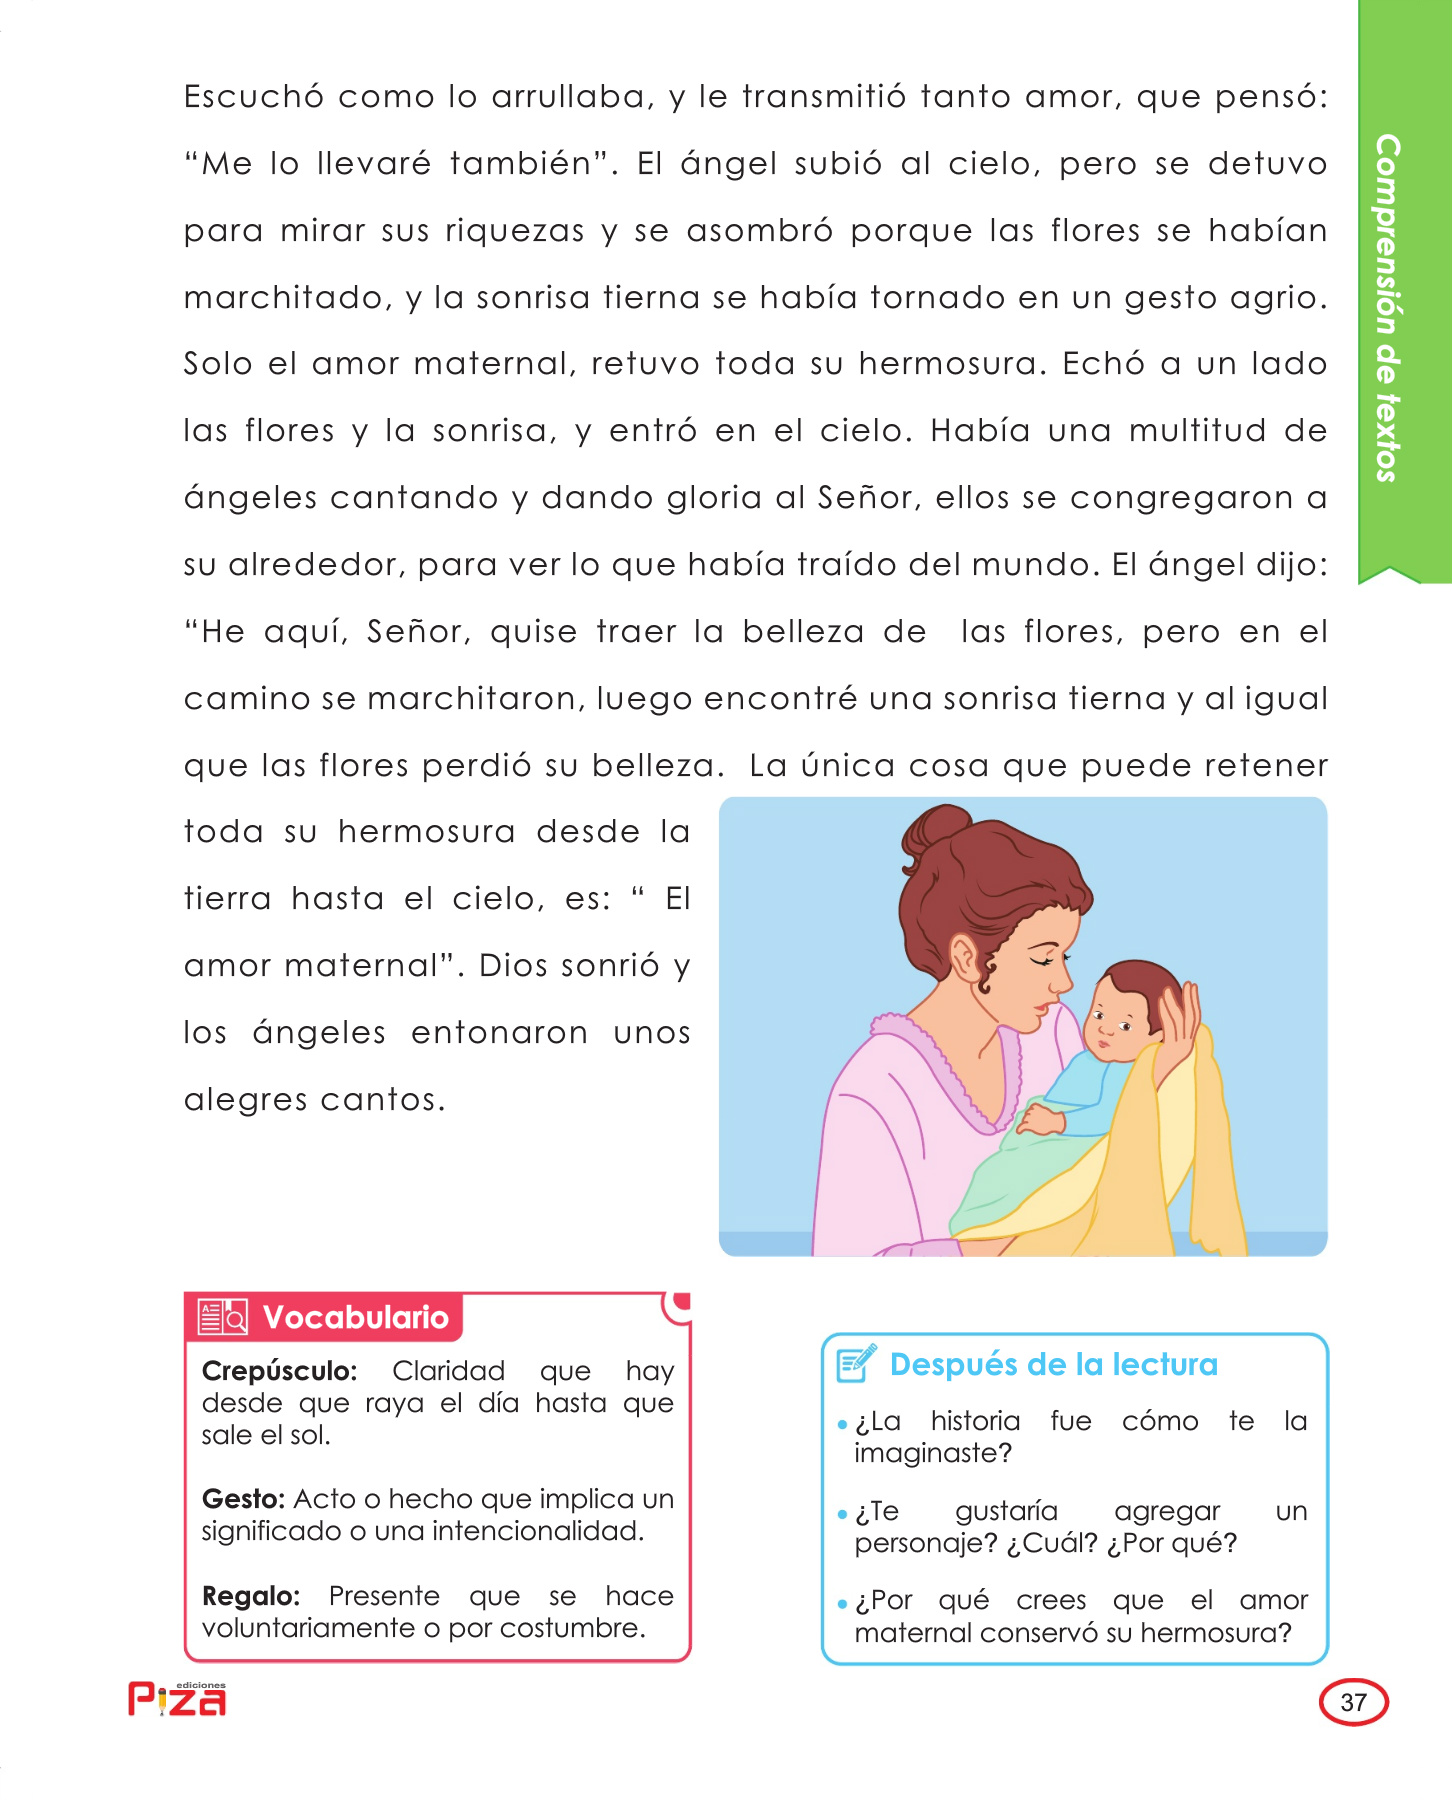 Escuchó como lo arrullaba, y le transmitió tanto amor, que pensó:
“Me lo llevaré también”. El ángel subió al cielo, pero se detuvo
para mirar sus riquezas y se asombró porque las flores se habían
marchitado, y la sonrisa tierna se había tornado en un gesto agrio.
Solo el amor maternal, retuvo toda su hermosura. Echó a un lado
las flores y la sonrisa, y entró en el cielo. Había una multitud de
ángeles cantando y dando gloria al Señor, ellos se congregaron a
su alrededor, para ver lo que había traído del mundo. El ángel dijo:
“He aquí, Señor, quise traer la belleza de las flores, pero en el
camino se marchitaron, luego encontré una sonrisa tierna y al igual
que las flores perdió su belleza. La única cosa que puede retener
toda su hermosura desde la
tierra hasta el cielo, es: “ El
amor maternal”. Dios sonrió y
los ángeles entonaron unos
alegres cantos.
Comprensión de textos
Vocabulario
Crepúsculo: Claridad que hay
desde que raya el día hasta que
sale el sol.
Gesto: Acto o hecho que implica un
significado o una intencionalidad.
Regalo: Presente que se hace
voluntariamente o por costumbre.
Después de la lectura
• ¿La historia fue cómo te la
imaginaste?
• ¿Te gustaría agregar un
personaje? ¿Cuál? ¿Por qué?
• ¿Por qué crees que el amor
maternal conservó su hermosura?
ediciones
Piza
37